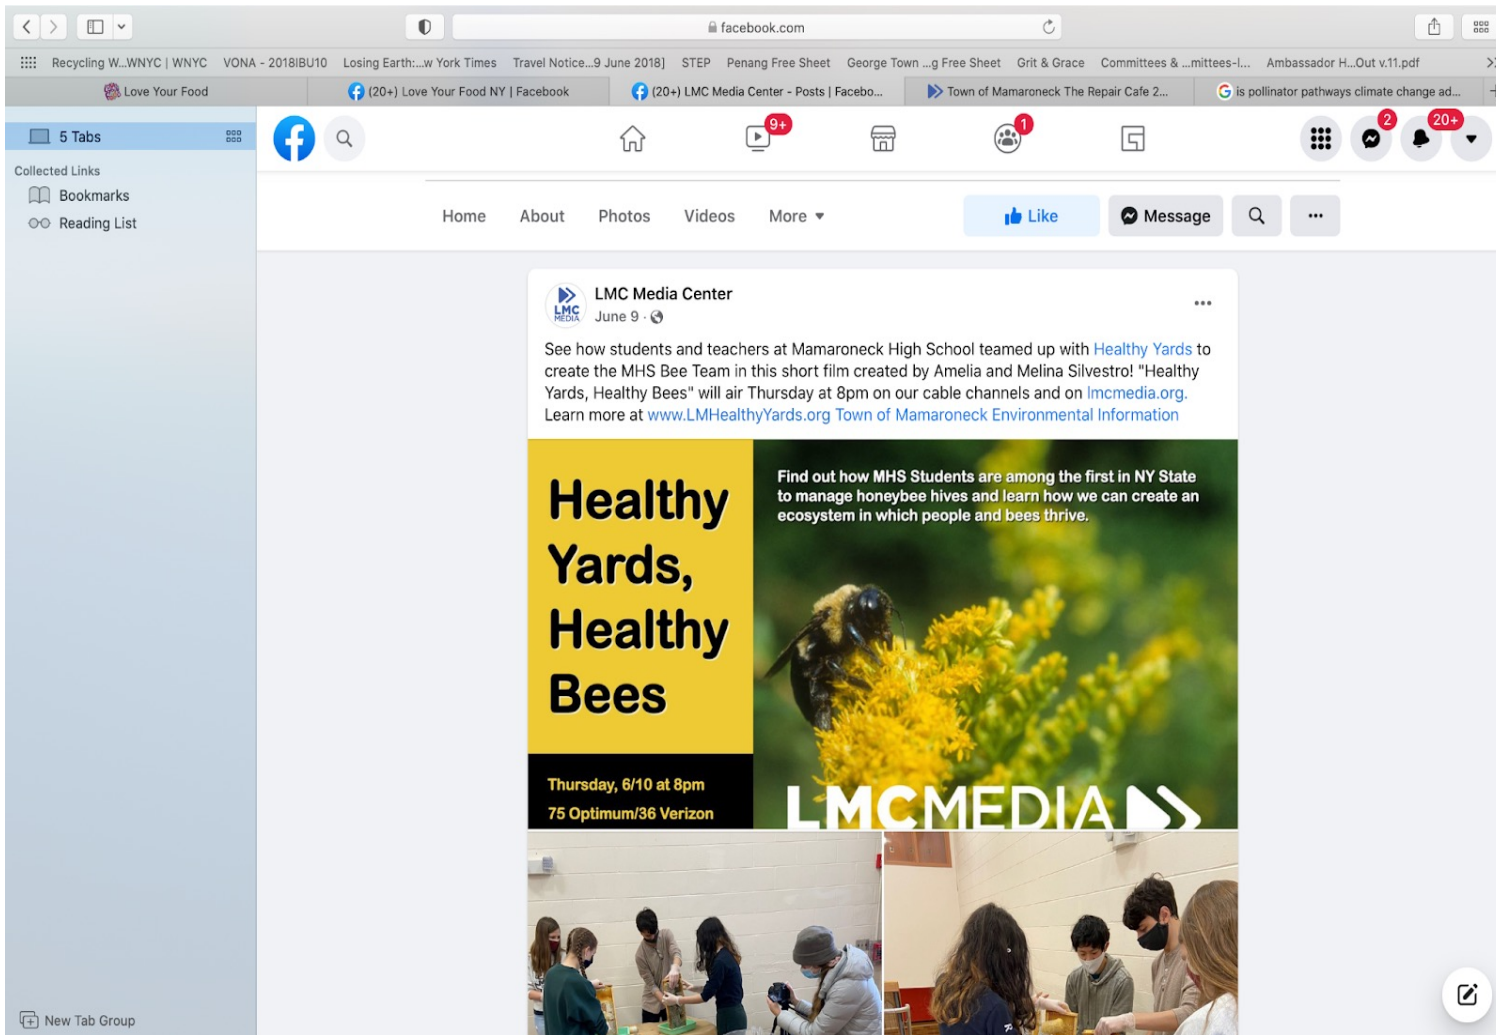 facebook.com
Recycling W...WNYC | WNYC VONA - 2018IBU10 Losing Earth:...w York Times Travel Notice...9 June 2018] STEP Penang Free Sheet George Town ...g Free Sheet Grit & Grace Committees & ...mittees-I... Ambassador H...Out v.11.pdf
Love Your Food (20+) Love Your Food NY | Facebook (20+) LMC Media Center - Posts | Facebo... Town of Mamaroneck The Repair Cafe 2... is pollinator pathways climate change ad...
5 Tabs
Collected Links
Bookmarks
Reading List
New Tab Group
9+ 1 2 20+
Home About Photos Videos More Like Message
LMC Media Center
LMC
MEDIA
June 9
See how students and teachers at Mamaroneck High School teamed up with Healthy Yards to
create the MHS Bee Team in this short film created by Amelia and Melina Silvestro! "Healthy
Yards, Healthy Bees" will air Thursday at 8pm on our cable channels and on lmcmedia.org.
Learn more at www.LMHealthyYards.org Town of Mamaroneck Environmental Information
Healthy
Yards,
Healthy
Bees
Thursday, 6/10 at 8pm
75 Optimum/36 Verizon
Find out how MHS Students are among the first in NY State
to manage honeybee hives and learn how we can create an
ecosystem in which people and bees thrive.
LMCMEDIA